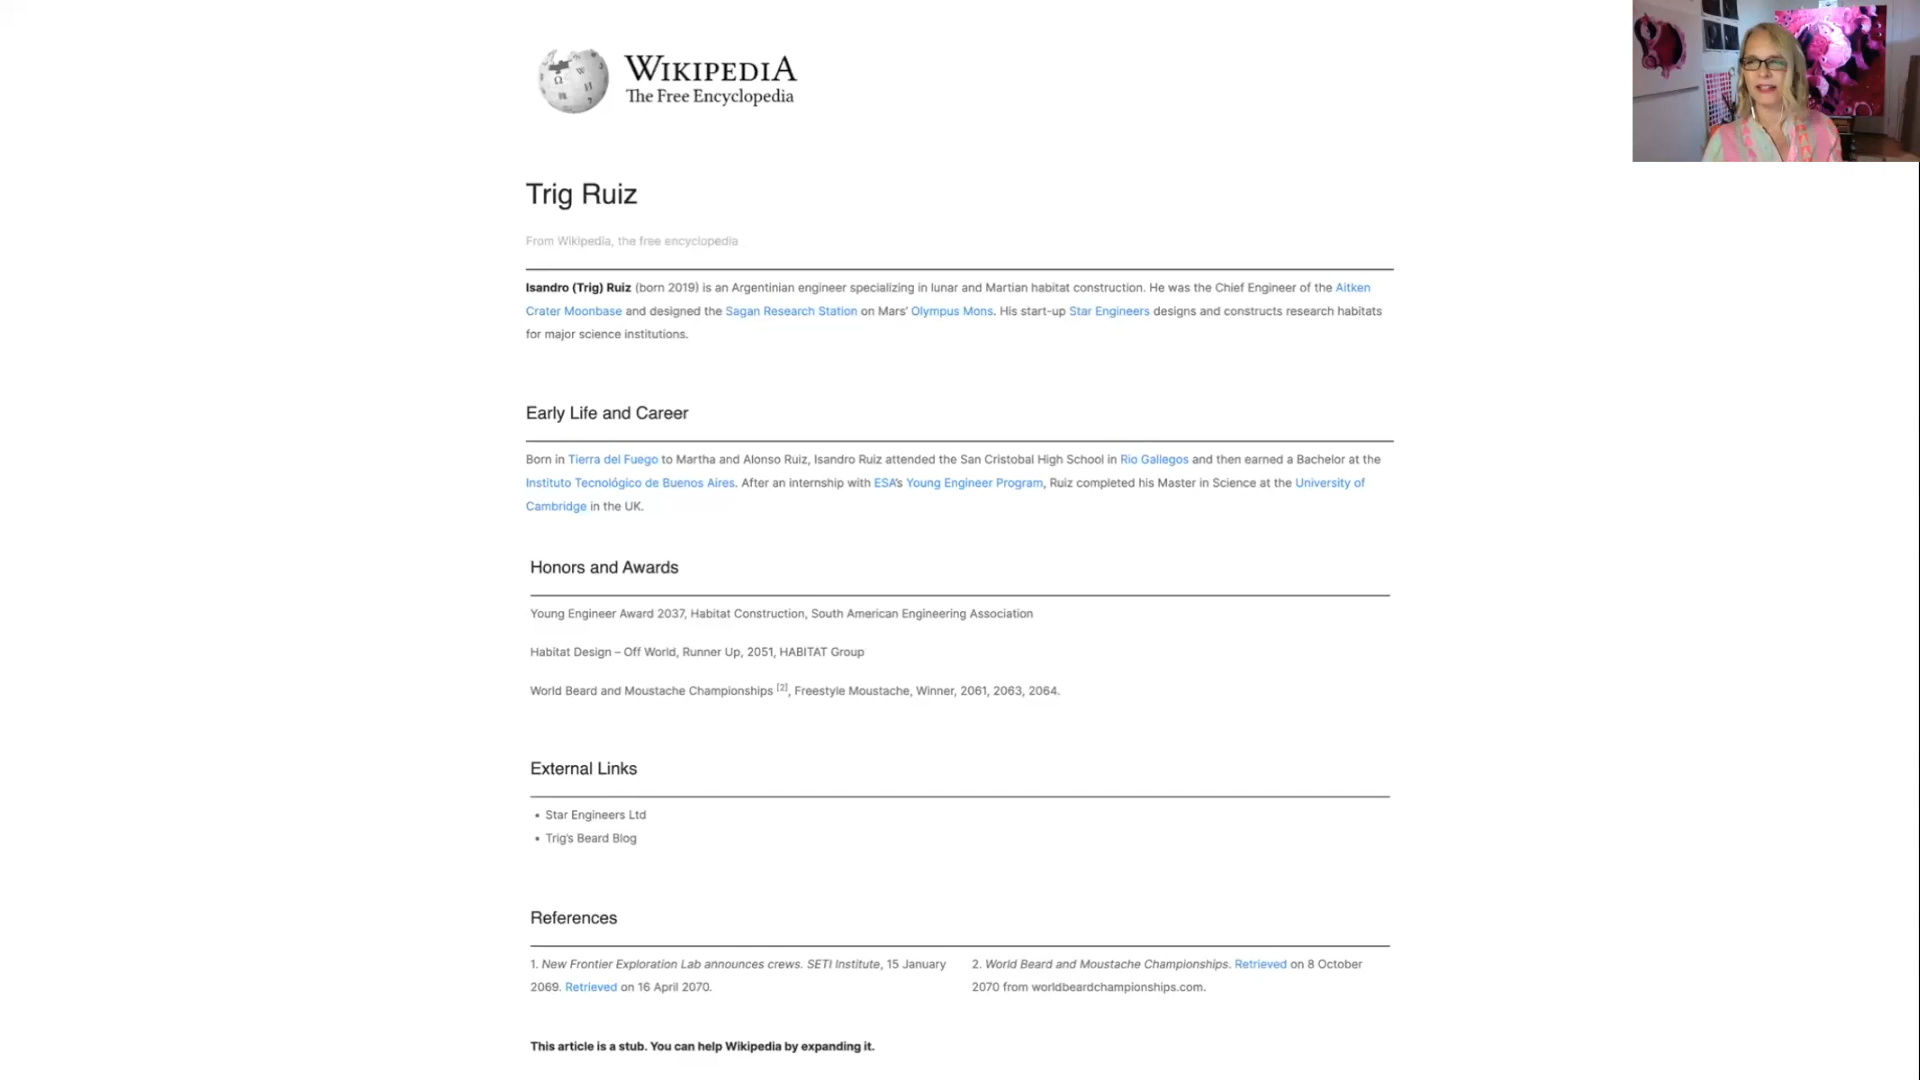 WIKIPEDIA
The Free Encyclopedia
Trig Ruiz
From Wikipedia, the free encyclopedia
Isandro (Trig) Ruiz (born 2019) is an Argentinian engineer specializing in lunar and Martian habitat construction. He was the Chief Engineer of the Aitken
Crater Moonbase and designed the Sagan Research Station on Mars' Olympus Mons. His start-up Star Engineers designs and constructs research habitats
for major science institutions.
Early Life and Career
Born in Tierra del Fuego to Martha and Alonso Ruiz, Isandro Ruiz attended the San Cristobal High School in Rio Gallegos and then earned a Bachelor at the
Instituto Tecnológico de Buenos Aires. After an internship with ESA's Young Engineer Program, Ruiz completed his Master in Science at the University of
Cambridge in the UK.
Honors and Awards
Young Engineer Award 2037, Habitat Construction, South American Engineering Association
Habitat Design – Off World, Runner Up, 2051, HABITAT Group
World Beard and Moustache Championships [2], Freestyle Moustache, Winner, 2061, 2063, 2064.
External Links
• Star Engineers Ltd
• Trig's Beard Blog
References
1. New Frontier Exploration Lab announces crews. SETI Institute, 15 January
2069. Retrieved on 16 April 2070.
2. World Beard and Moustache Championships. Retrieved on 8 October
2070 from worldbeardchampionships.com.
This article is a stub. You can help Wikipedia by expanding it.